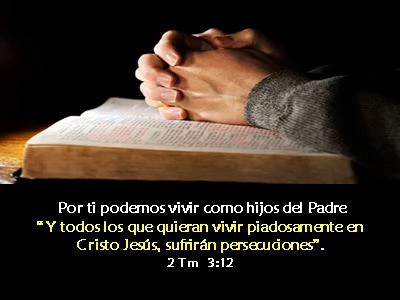 Por ti podemos vivir como hijos del Padre.
“ Y todos los que quieran vivir piadosamente en
Cristo Jesús, sufrirán persecuciones”.
2 Tm 3:12